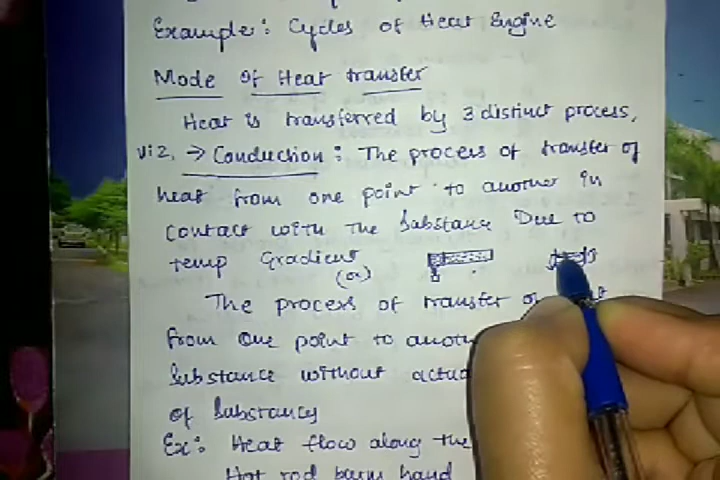 Example: Cycles of Heat Engine
Mode of Heat transfer
Heat is transferred by 3 distinct process,
viz, → Conduction: The process of transfer of
heat from one point to another in
contact with the Substance Due to
temp Gradient
(or)
The process of transfer of
from one point to
Substance without
of Substancy
Ex: Heat flow along the
Hot rod burn hand